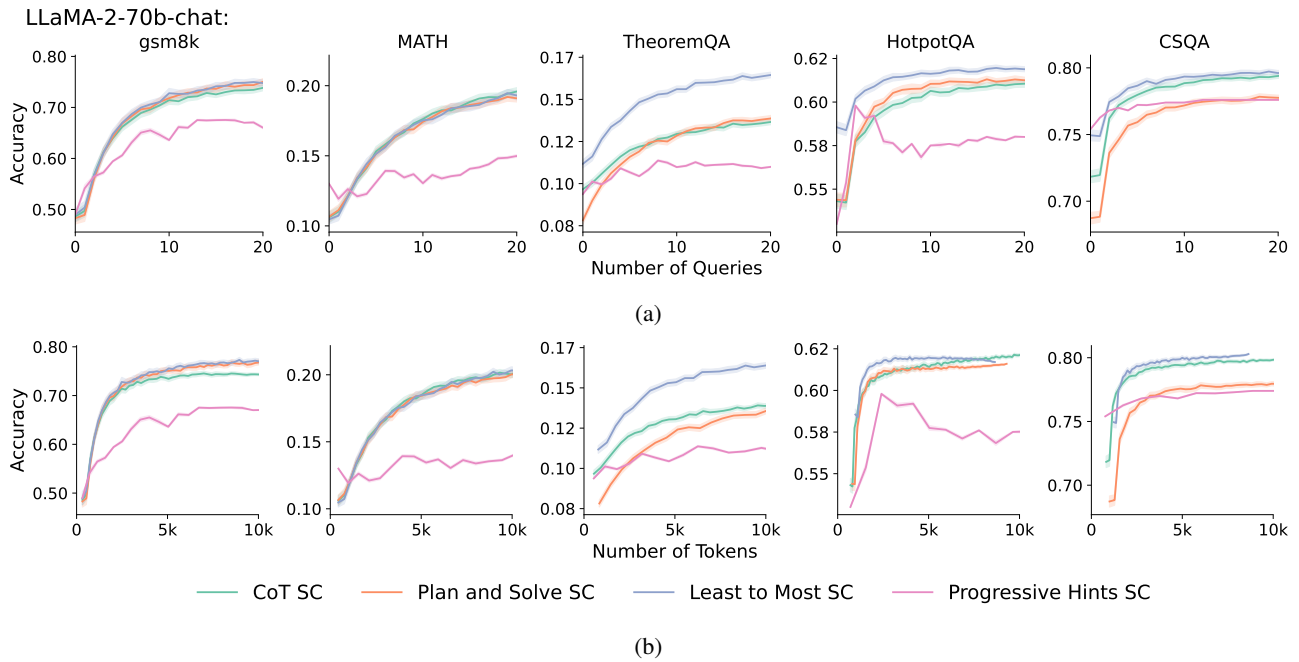 LLaMA-2-70b-chat:
gsm8k MATH TheoremQA HotpotQA CSQA
Accuracy
0.80 0.70 0.60 0.50
0 10 20
0.20 0.15 0.10
0 10 20
0.17 0.15 0.12 0.10 0.08
0 10 20
0.62 0.60 0.58 0.55
0 10 20
0.80 0.75 0.70
0 10 20
Number of Queries
(a)
Accuracy
0.80 0.70 0.60 0.50
0 5k 10k
0.20 0.15 0.10
0 5k 10k
0.17 0.15 0.12 0.10 0.08
0 5k 10k
0.62 0.60 0.58 0.55
0 5k 10k
0.80 0.75 0.70
0 5k 10k
Number of Tokens
CoT SC Plan and Solve SC Least to Most SC Progressive Hints SC
(b)